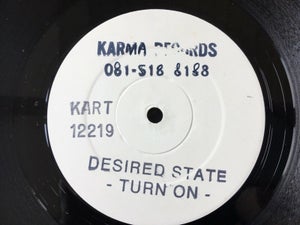 KARMA RECORDS
081-518 8188
KART
12219
DESIRED STATE
- TURN ON -